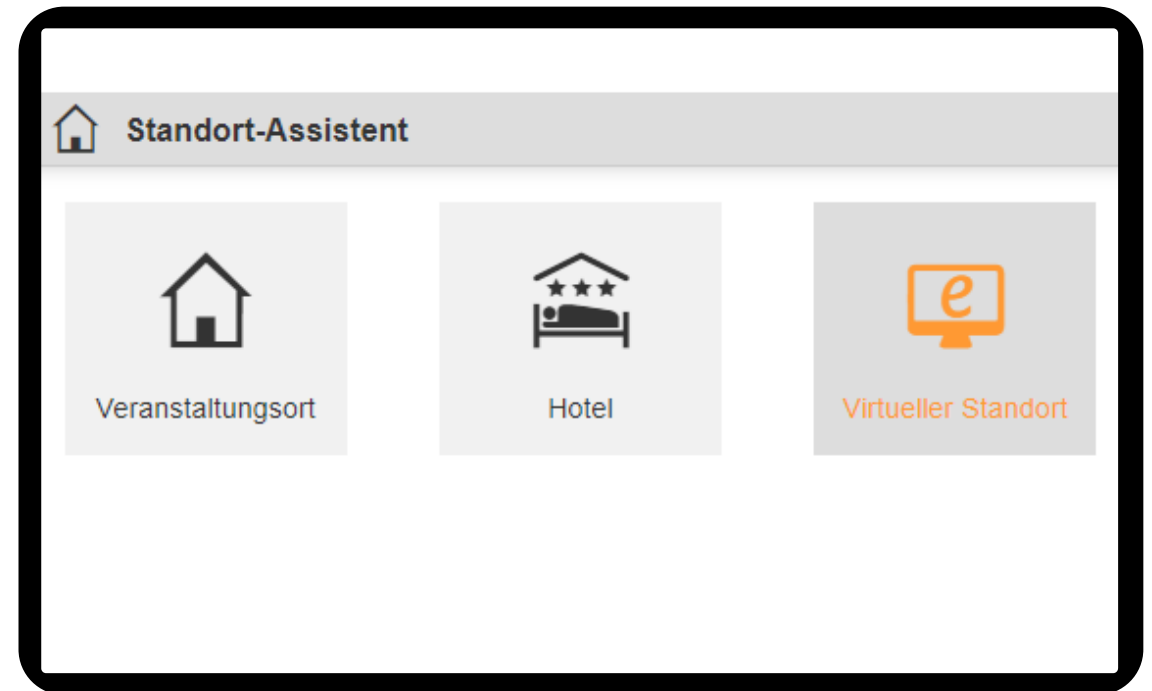 Standort-Assistent
e
Veranstaltungsort
Hotel
Virtueller Standort